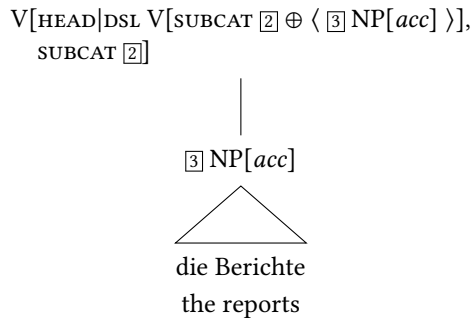 V[HEAD|DSL V[SUBCAT 2 ⊕ ⟨ 3 NP[acc] ⟩],
SUBCAT 2]
3 NP[acc]
die Berichte
the reports